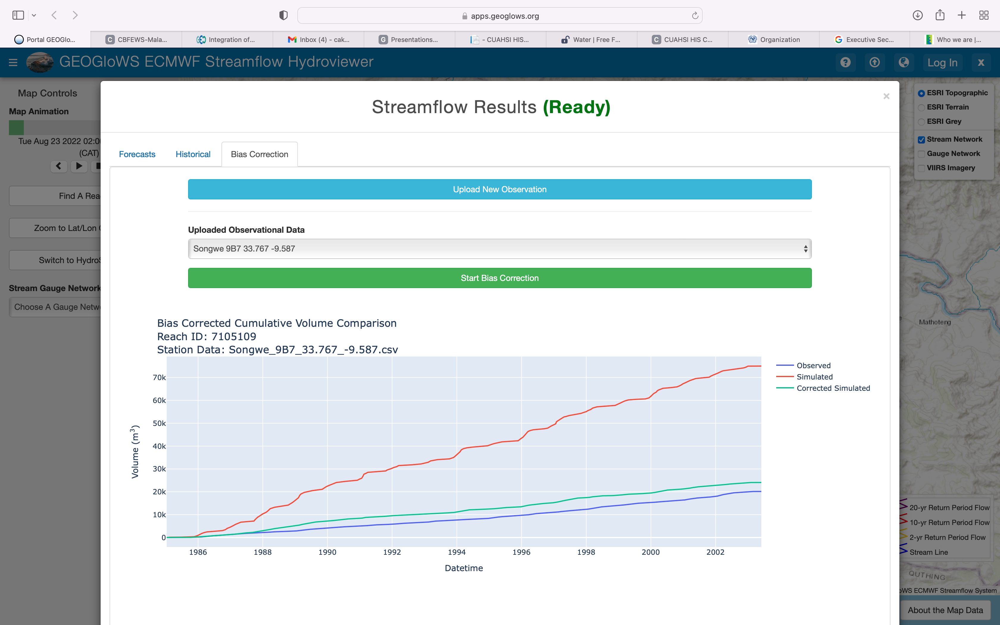 apps.geoglows.org
Portal GEOGlo...
C CBFEWS-Mala...
Integration of...
Inbox (4) - cak...
G Presentations...
- CUAHSI HIS...
Water | Free F...
C CUAHSI HIS C...
Organization
Executive Sec...
Who we are |...
GEOGloWS ECMWF Streamflow Hydroviewer
Log In
X
Map Controls
Map Animation
Tue Aug 23 2022 02:0
(CAT)
Find A Rea
Zoom to Lat/Lon
Switch to Hydro
Stream Gauge Network
Choose A Gauge Netw
Streamflow Results (Ready)
×
Forecasts
Historical
Bias Correction
Upload New Observation
Uploaded Observational Data
Songwe 9B7 33.767 -9.587
Start Bias Correction
Bias Corrected Cumulative Volume Comparison
Reach ID: 7105109
Station Data: Songwe_9B7_33.767_-9.587.csv
Observed
Simulated
Corrected Simulated
70k
60k
50k
40k
30k
20k
10k
0
Volume (m³)
1986
1988
1990
1992
1994
1996
1998
2000
2002
Datetime
ESRI Topographic
ESRI Terrain
ESRI Grey
Stream Network
Gauge Network
VIIRS Imagery
Mathoteng
20-yr Return Period Flow
10-yr Return Period Flow
2-yr Return Period Flow
Stream Line
QUTHING
WS ECMWF Streamflow System
About the Map Data